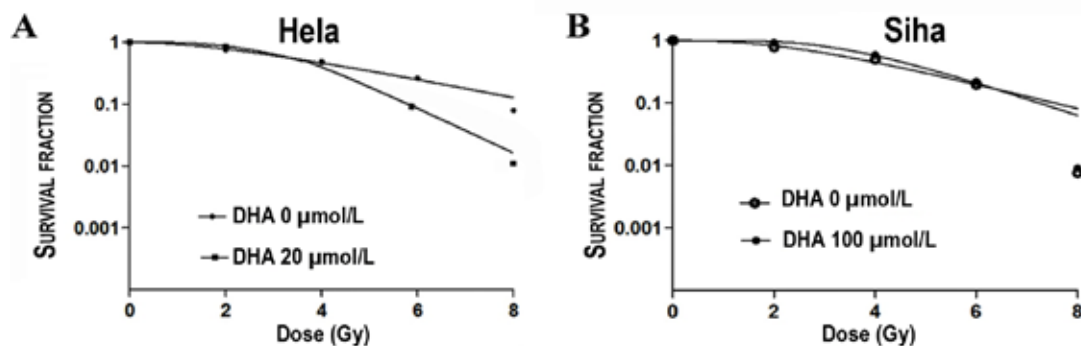 A
Hela
1
0.1
0.01
0.001
SURVIVAL FRACTION
DHA 0 µmol/L
DHA 20 µmol/L
0 2 4 6 8
Dose (Gy)
B
Siha
1
0.1
0.01
0.001
SURVIVAL FRACTION
DHA 0 µmol/L
DHA 100 µmol/L
0 2 4 6 8
Dose (Gy)